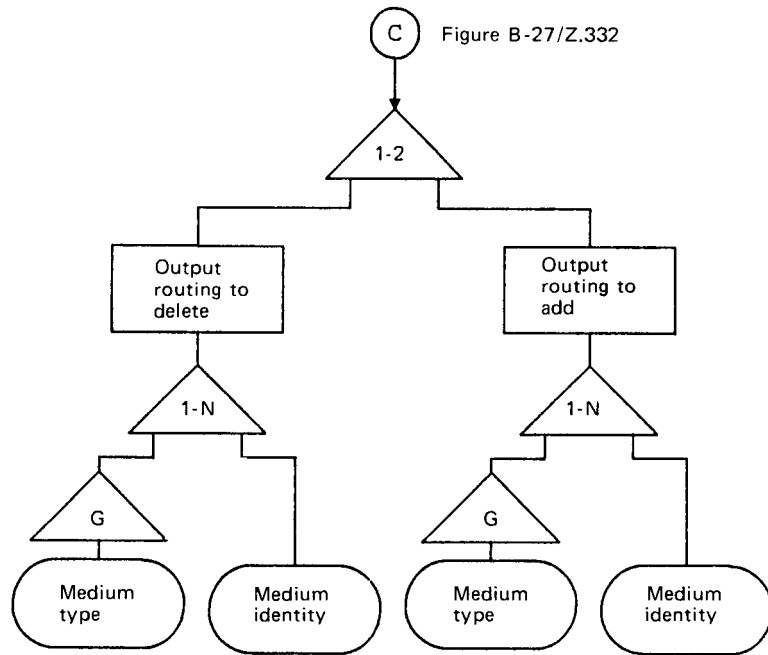 C Figure B-27/Z.332
1-2
Output
routing to
delete
Output
routing to
add
1-N
1-N
G
G
Medium
type
Medium
identity
Medium
type
Medium
identity